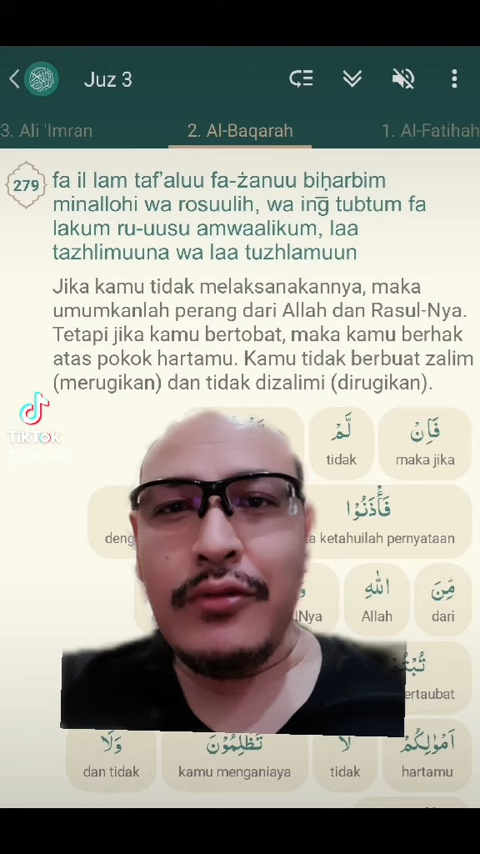 Juz 3
3. Ali 'Imran 2. Al-Baqarah 1. Al-Fatihah
279
fa il lam taf'aluu fa-żanuu biḥarbim
minallohi wa rosuulih, wa in͞g tubtum fa
lakum ru-uusu amwaalikum, laa
tazhlimuuna wa laa tuzhlamuun
Jika kamu tidak melaksanakannya, maka
umumkanlah perang dari Allah dan Rasul-Nya.
Tetapi jika kamu bertobat, maka kamu berhak
atas pokok hartamu. Kamu tidak berbuat zalim
(merugikan) dan tidak dizalimi (dirugikan).
TikTok
فَاِنْ لَّمْ
maka jika tidak
فَأْذَنُوْا
ketahuilah pernyataan
مِّنَ اللّٰهِ
dari Allah
اَمْوَالِكُمْ لَا تَظْلِمُوْنَ وَلَا
hartamu tidak kamu menganiaya dan tidak